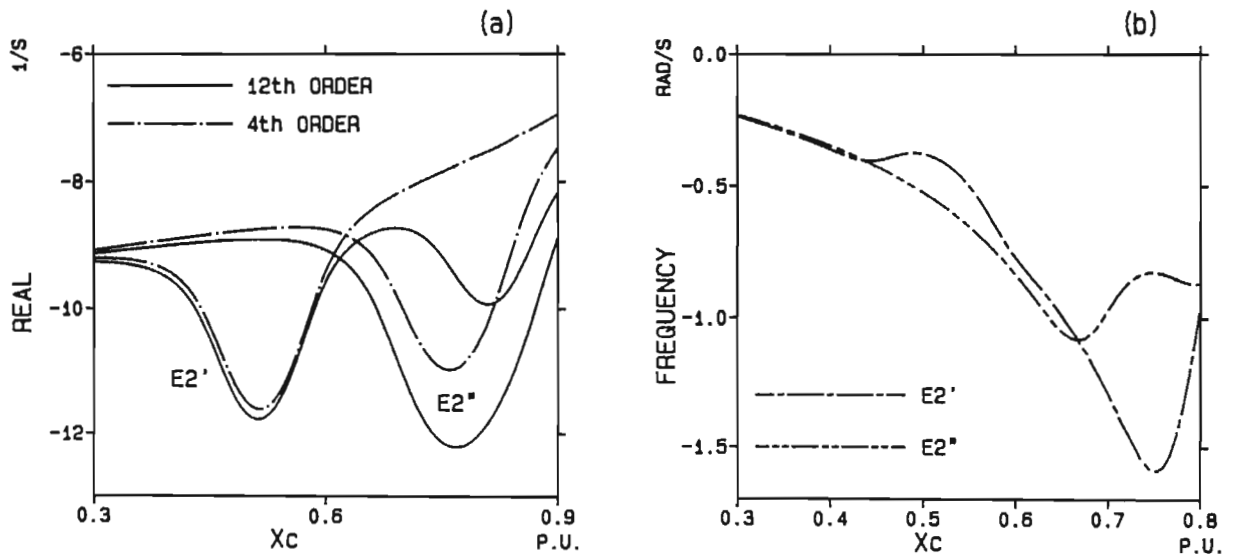 (a)
1/S
-6
12th ORDER
4th ORDER
-8
REAL
-10
E2'
E2"
-12
0.3
0.6
0.9
Xc
P.U.
(b)
RAD/S
0.0
-0.5
FREQUENCY
-1.0
E2'
E2"
-1.5
0.3
0.4
0.5
0.6
0.7
0.8
Xc
P.U.